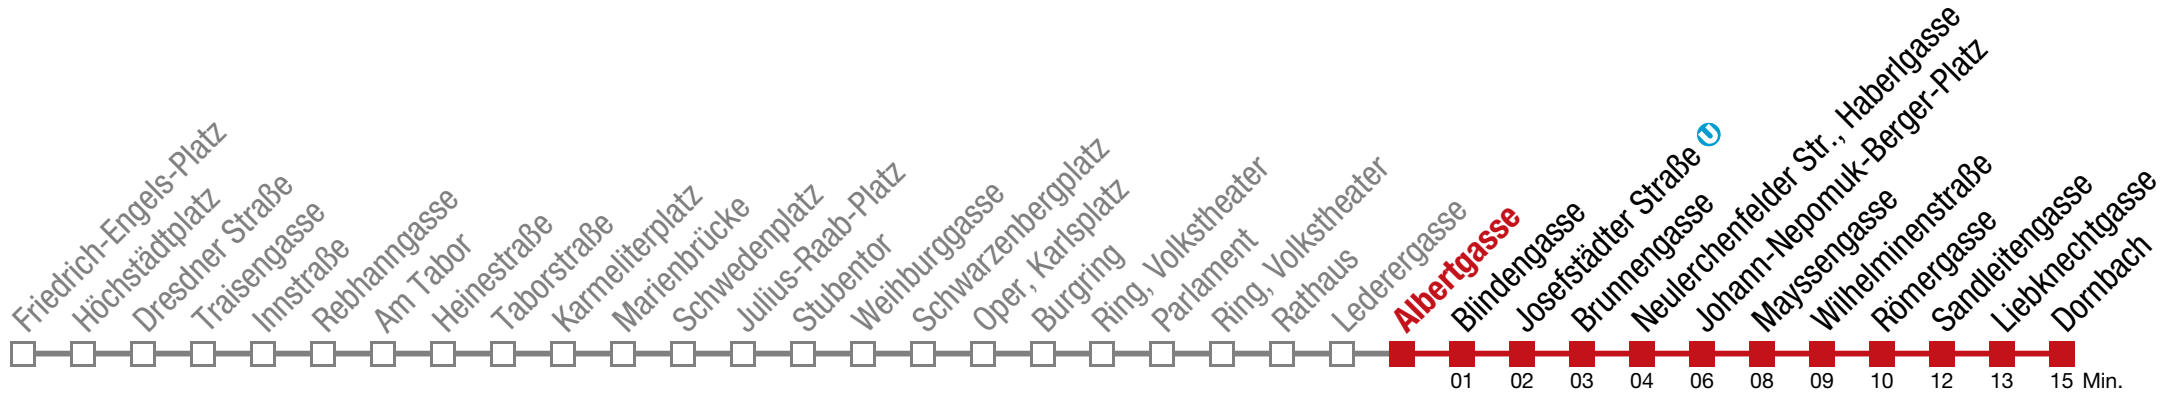 Friedrich-Engels-Platz
Höchstädtplatz
Dresdner Straße
Traisengasse
Innstraße
Rebhanngasse
Am Tabor
Heinestraße
Taborstraße
Karmeliterplatz
Marienbrücke
Schwedenplatz
Julius-Raab-Platz
Stubentor
Weihburggasse
Schwarzenbergplatz
Oper, Karlsplatz
Burgring
Ring, Volkstheater
Parlament
Ring, Volkstheater
Rathaus
Lederergasse
Albertgasse
Blindengasse
Josefstädter Straße U
Brunnengasse
Neulerchenfelder Str., Haberlgasse
Johann-Nepomuk-Berger-Platz
Mayssengasse
Wilhelminenstraße
Römergasse
Sandleitengasse
Liebknechtgasse
Dornbach
01 02 03 04 06 08 09 10 12 13 15 Min.